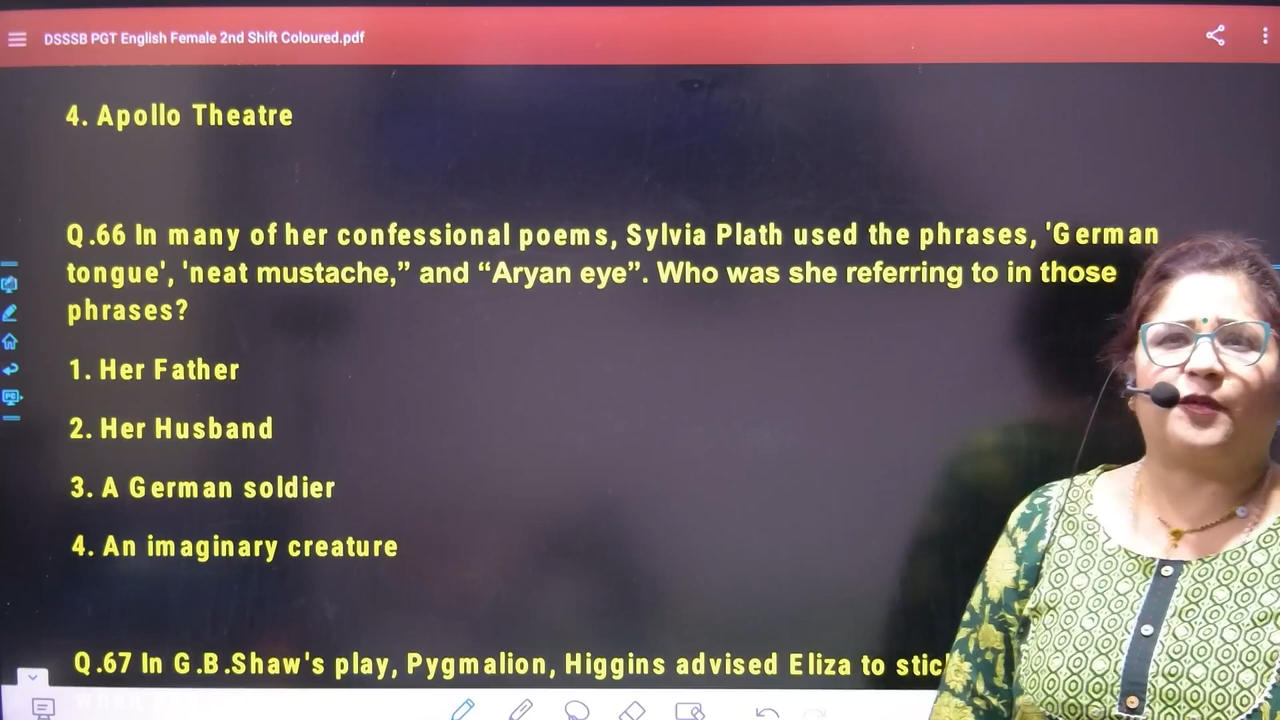 DSSSB PGT English Female 2nd Shift Coloured.pdf
4. Apollo Theatre
Q.66 In many of her confessional poems, Sylvia Plath used the phrases, 'German
tongue', 'neat mustache,” and “Aryan eye”. Who was she referring to in those
phrases?
1. Her Father
2. Her Husband
3. A German soldier
4. An imaginary creature
Q.67 In G.B.Shaw's play, Pygmalion, Higgins advised Eliza to